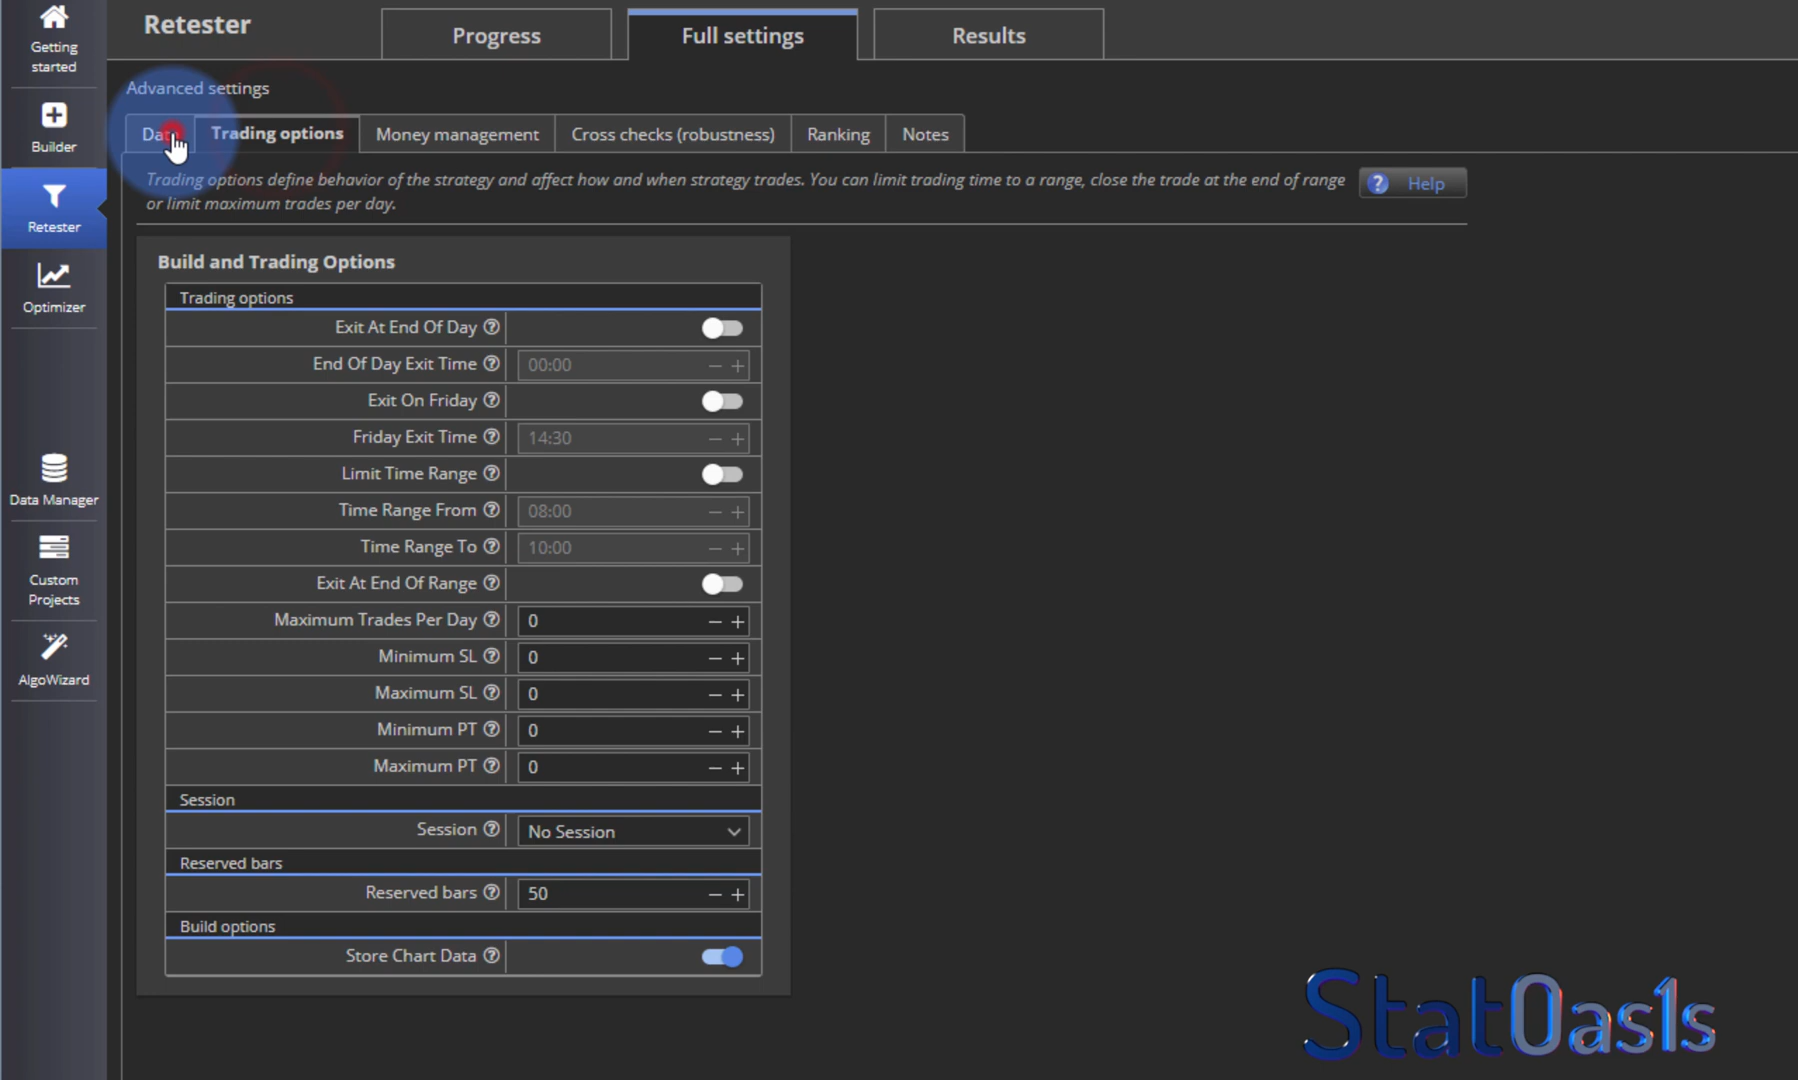 Getting
started
Builder
Retester
Optimizer
Data Manager
Custom
Projects
AlgoWizard
Retester
Progress
Full settings
Results
Advanced settings
Data
Trading options
Money management
Cross checks (robustness)
Ranking
Notes
Trading options define behavior of the strategy and affect how and when strategy trades. You can limit trading time to a range, close the trade at the end of range
or limit maximum trades per day.
? Help
Build and Trading Options
Trading options
Exit At End Of Day ?
End Of Day Exit Time ? 00:00 − +
Exit On Friday ?
Friday Exit Time ? 14:30 − +
Limit Time Range ?
Time Range From ? 08:00 − +
Time Range To ? 10:00 − +
Exit At End Of Range ?
Maximum Trades Per Day ? 0 − +
Minimum SL ? 0 − +
Maximum SL ? 0 − +
Minimum PT ? 0 − +
Maximum PT ? 0 − +
Session
Session ? No Session
Reserved bars
Reserved bars ? 50 − +
Build options
Store Chart Data ?
StatOas1s